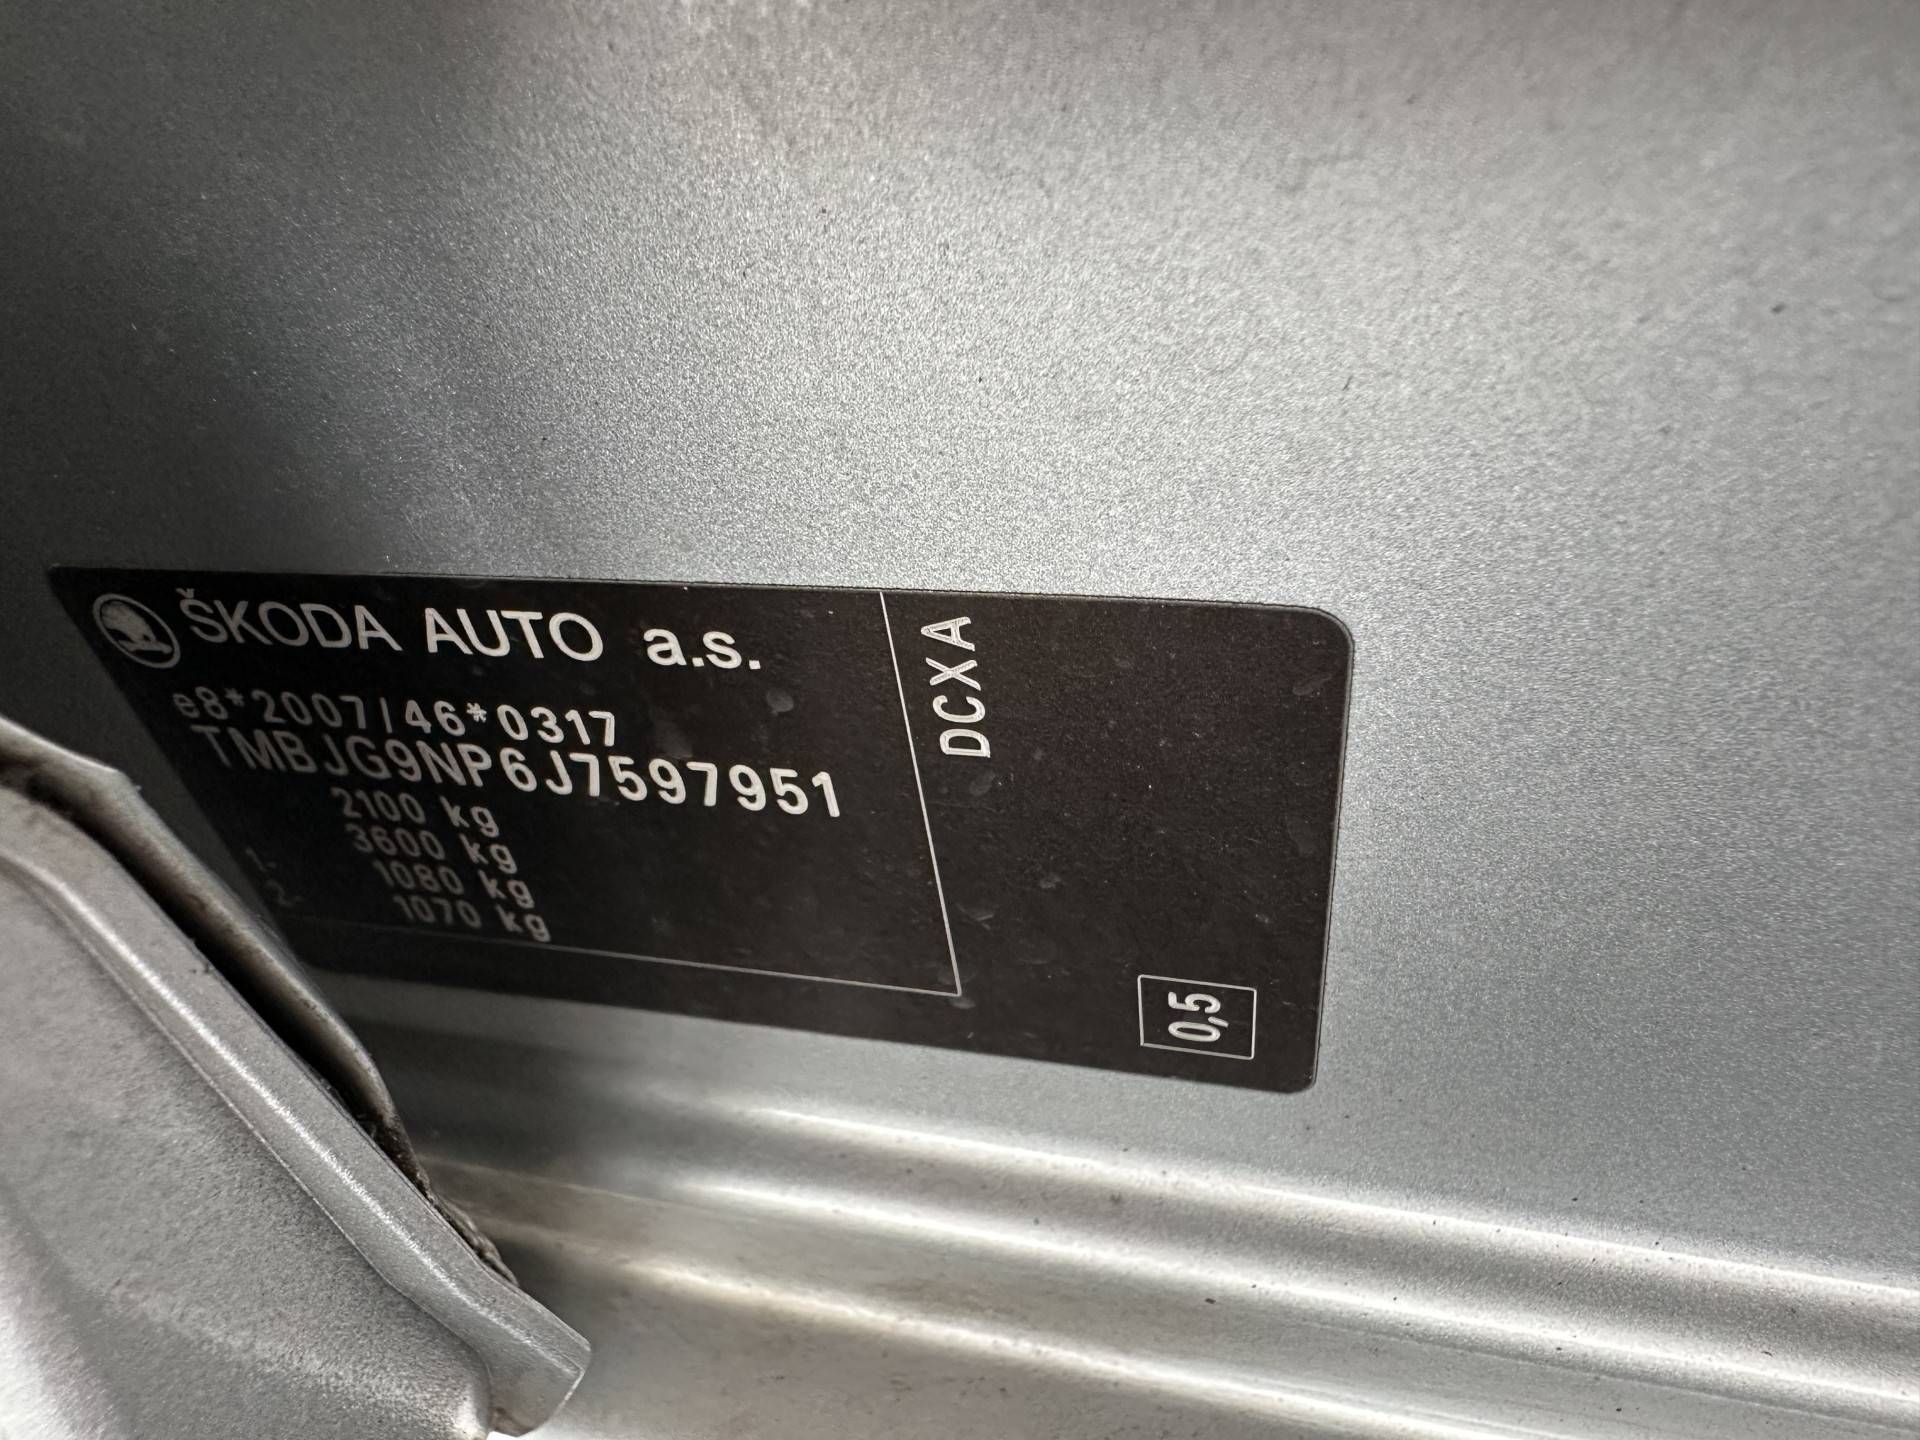 ŠKODA AUTO a.s.
e8*2007/46*0317
TMBJG9NP6J7597951
2100 kg
3600 kg
1- 1080 kg
2- 1070 kg
DCXA
0,5